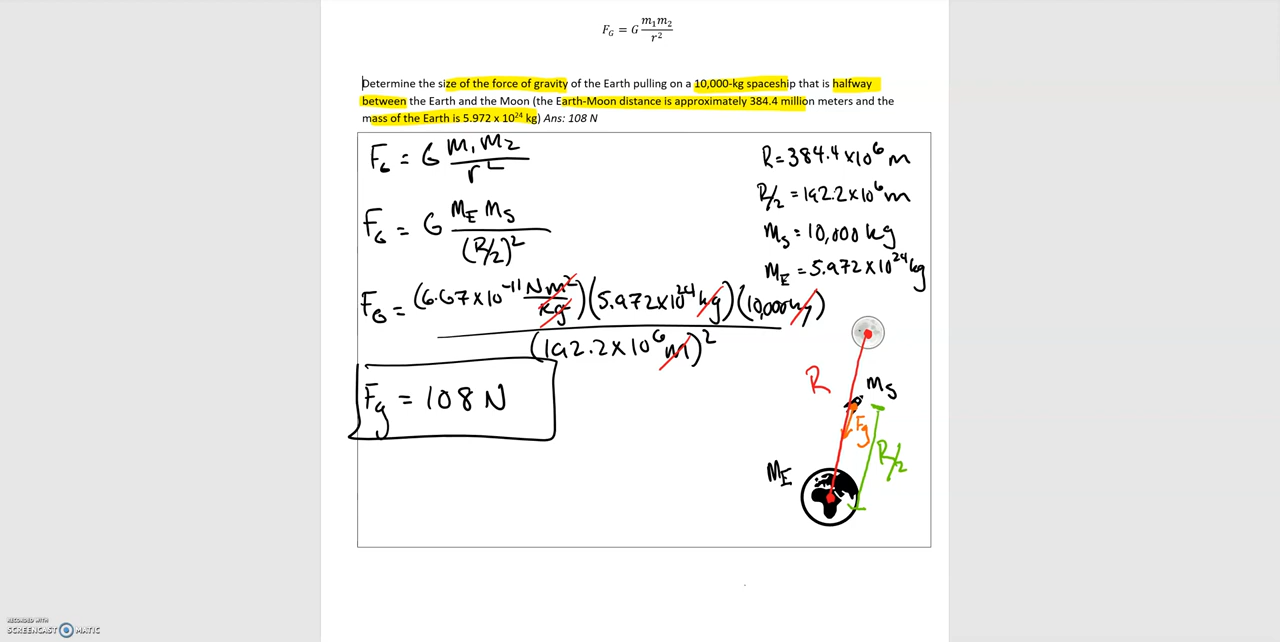 F_G = G m₁m₂ / r²
Determine the size of the force of gravity of the Earth pulling on a 10,000-kg spaceship that is halfway
between the Earth and the Moon (the Earth-Moon distance is approximately 384.4 million meters and the
mass of the Earth is 5.972 x 10²⁴ kg) Ans: 108 N
F_G = G m₁ m₂ / r²
F_G = G M_E M_S / (R/2)²
F_G = (6.67 x 10⁻¹¹ N m² / kg)(5.972 x 10²⁴ kg)(10,000 kg) / (192.2 x 10⁶ m)²
F_g = 108 N
R = 384.4 x 10⁶ m
R/2 = 192.2 x 10⁶ m
M_S = 10,000 kg
M_E = 5.972 x 10²⁴ kg
R
M_S
F_g
R/2
M_E
RECORDED WITH
SCREENCAST MATIC